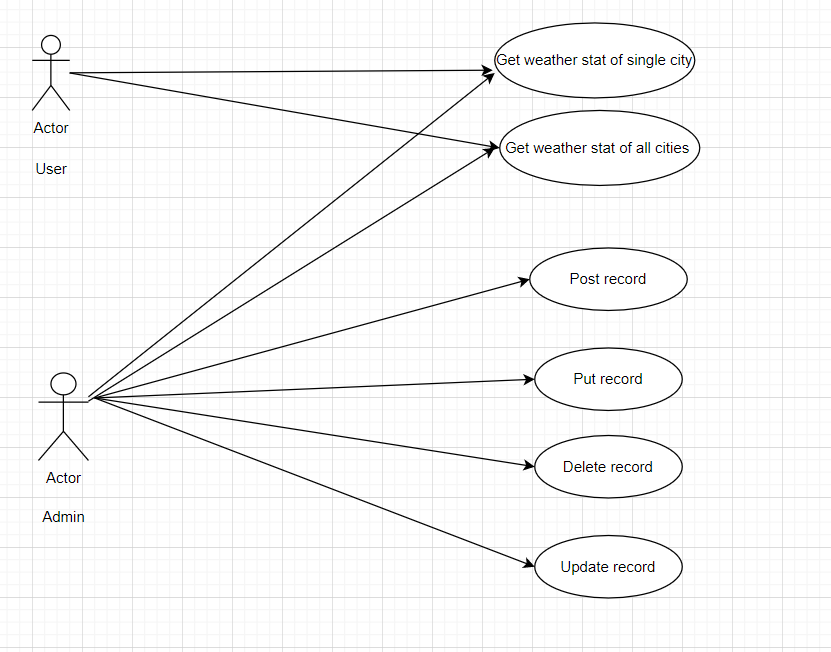 Get weather stat of single city
Actor
User
Get weather stat of all cities
Post record
Put record
Delete record
Actor
Admin
Update record